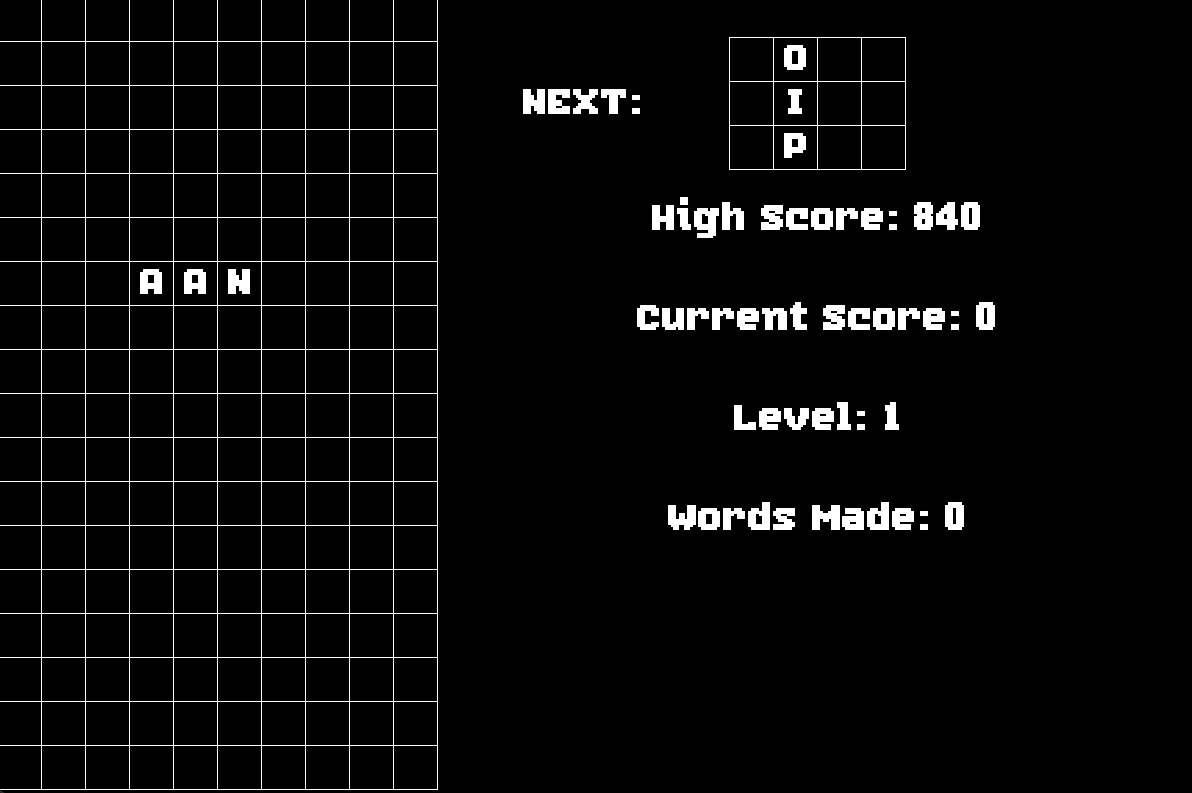 O
NEXT: I
P
High Score: 840
A A N
Current Score: 0
Level: 1
Words Made: 0